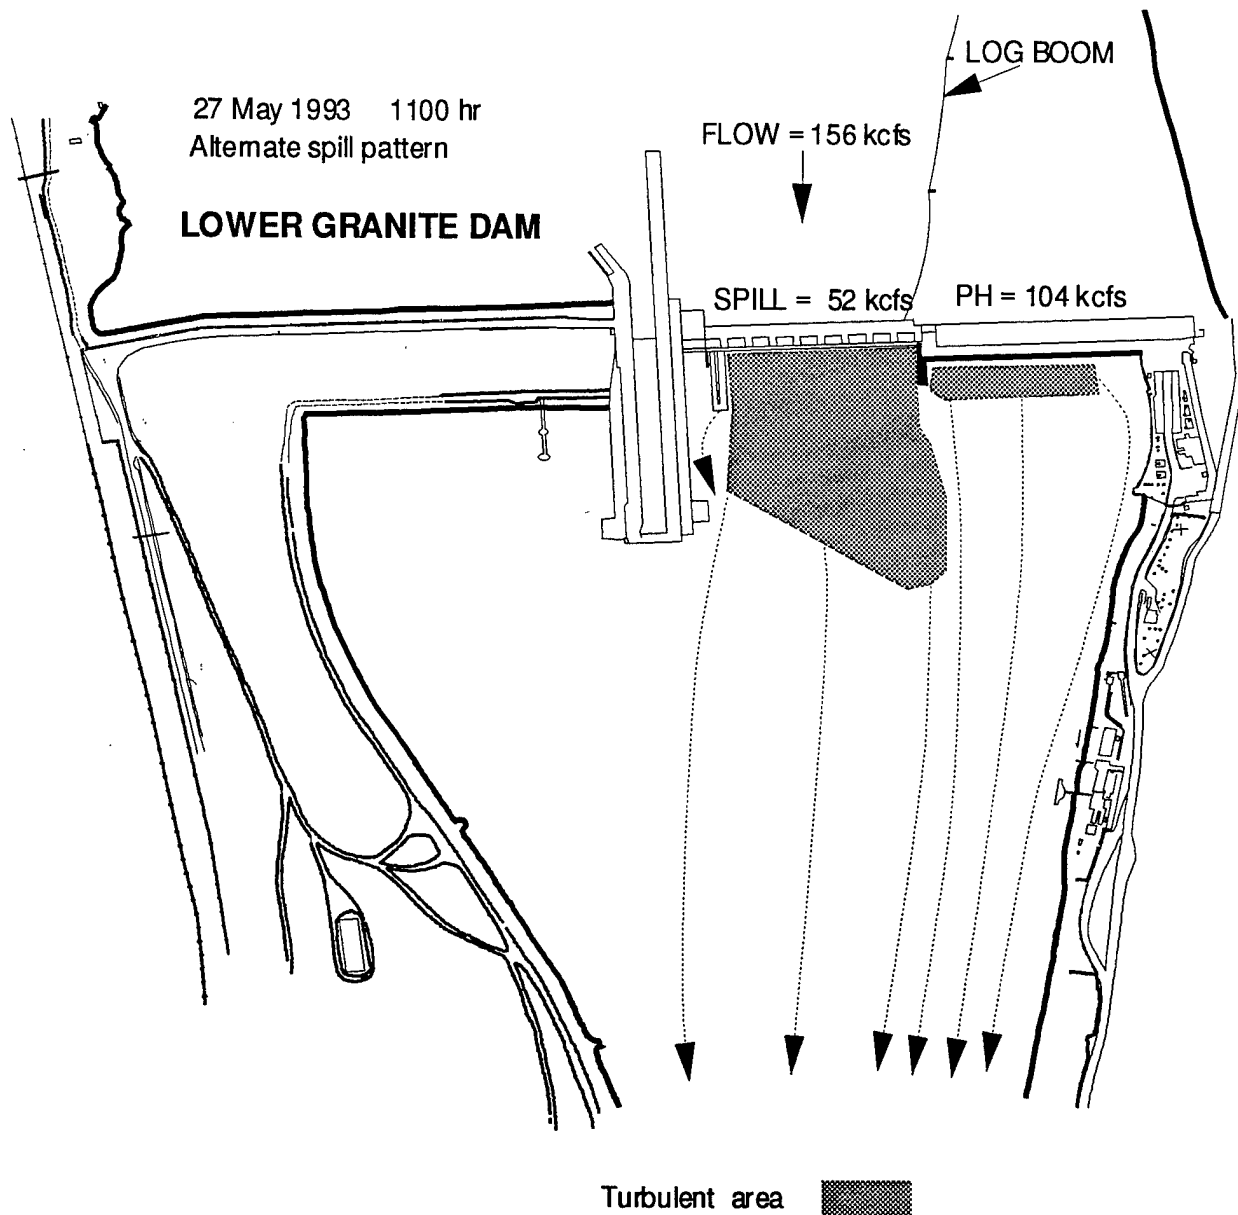 LOG BOOM
27 May 1993 1100 hr
FLOW = 156 kcfs
Alternate spill pattern
LOWER GRANITE DAM
SPILL = 52 kcfs
PH = 104 kcfs
Turbulent area